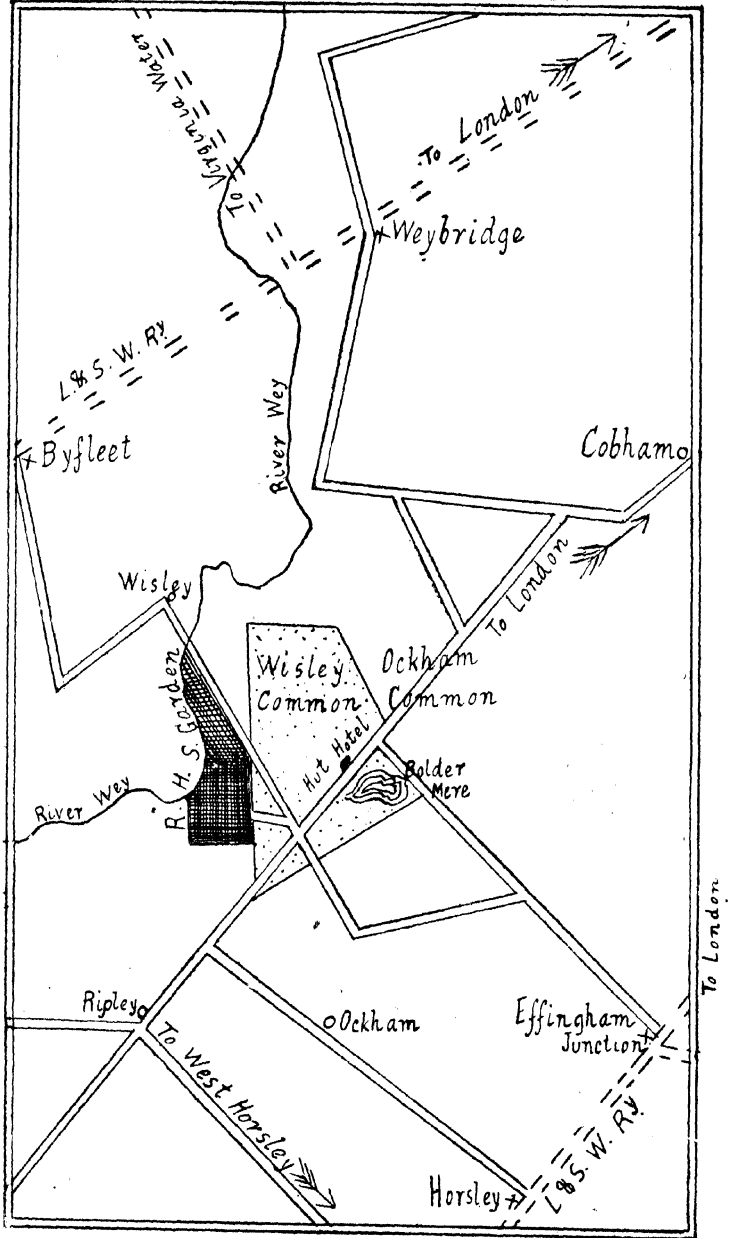 To Virginia Water
To London
Weybridge
L. & S. W. Ry
Byfleet
River Wey
Cobham
To London
Wisley
Wisley
Common
Ockham
Common
R. H. S. Garden
Hut Hotel
Bolder
Mere
River Wey
To London
Ripley
Ockham
Effingham
Junction
To West Horsley
L & S. W. Ry
Horsley